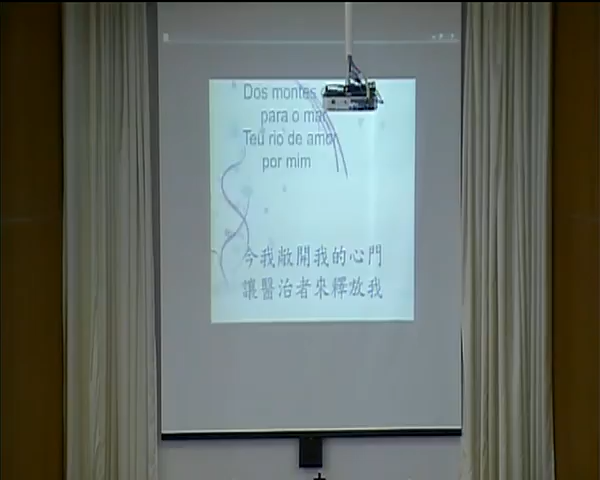 Dos montes
para o mar
Teu rio de amor
por mim
今我敞開我的心門
讓醫治者來釋放我